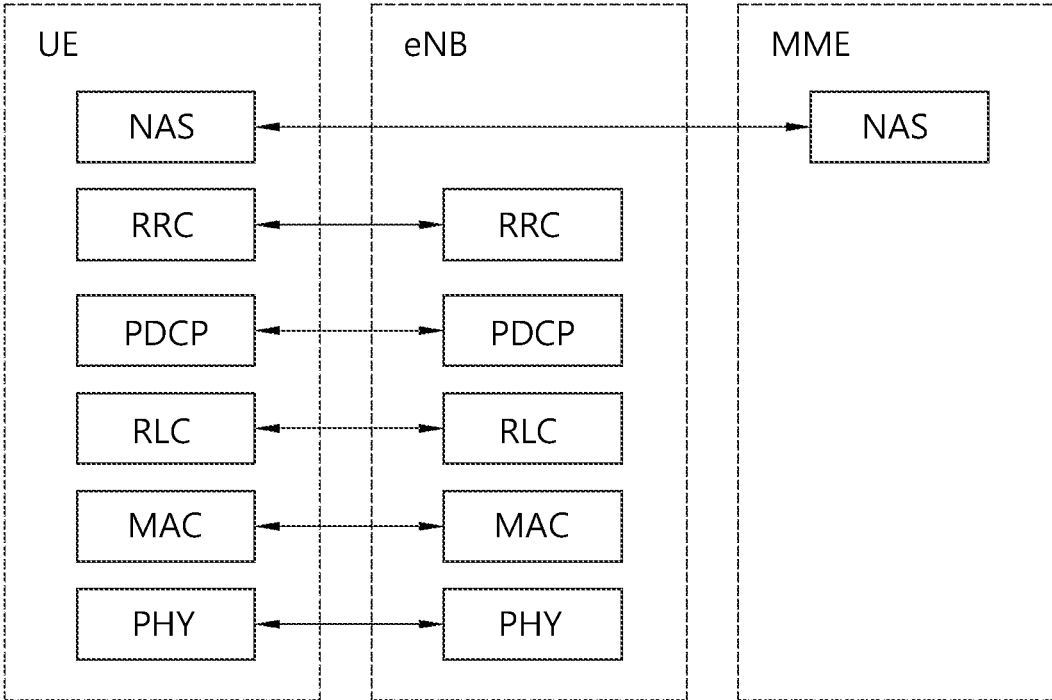 UE eNB MME
NAS NAS
RRC RRC
PDCP PDCP
RLC RLC
MAC MAC
PHY PHY